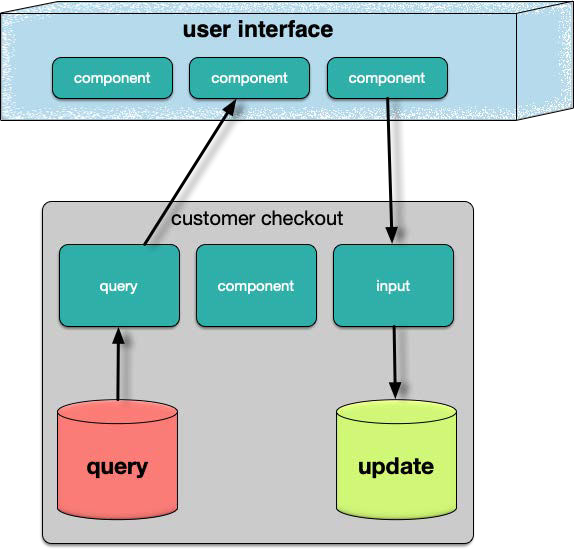 user interface
component
component
component
customer checkout
query
component
input
query
update